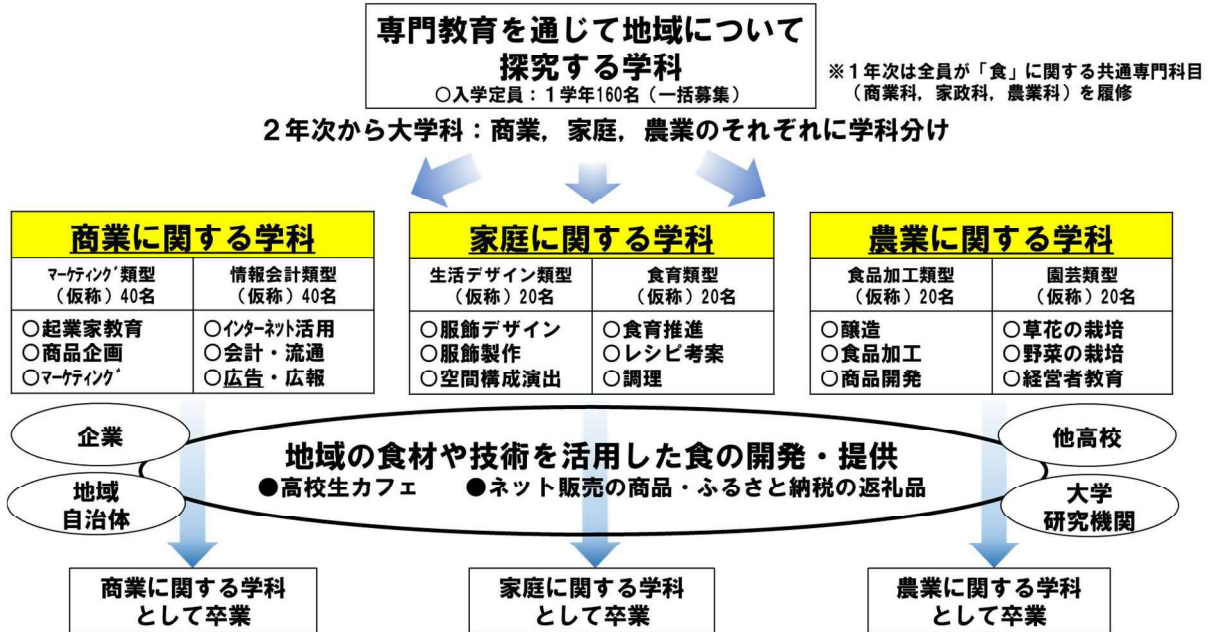 専門教育を通じて地域について
探究する学科
○入学定員：１学年160名（一括募集）
※１年次は全員が「食」に関する共通専門科目
（商業科，家政科，農業科）を履修
２年次から大学科：商業，家庭，農業のそれぞれに学科分け
商業に関する学科
マーケティング類型
（仮称）40名
○起業家教育
○商品企画
○マーケティング
情報会計類型
（仮称）40名
○インターネット活用
○会計・流通
○広告・広報
家庭に関する学科
生活デザイン類型
（仮称）20名
○服飾デザイン
○服飾製作
○空間構成演出
食育類型
（仮称）20名
○食育推進
○レシピ考案
○調理
農業に関する学科
食品加工類型
（仮称）20名
○醸造
○食品加工
○商品開発
園芸類型
（仮称）20名
○草花の栽培
○野菜の栽培
○経営者教育
企業
地域
自治体
地域の食材や技術を活用した食の開発・提供
●高校生カフェ　●ネット販売の商品・ふるさと納税の返礼品
他高校
大学
研究機関
商業に関する学科
として卒業
家庭に関する学科
として卒業
農業に関する学科
として卒業